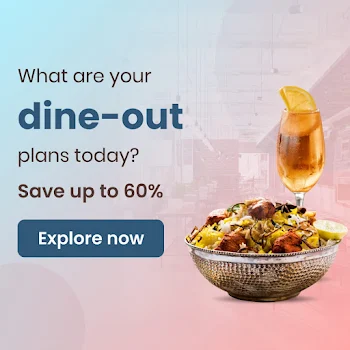 What are your
dine-out
plans today?
Save up to 60%
Explore now